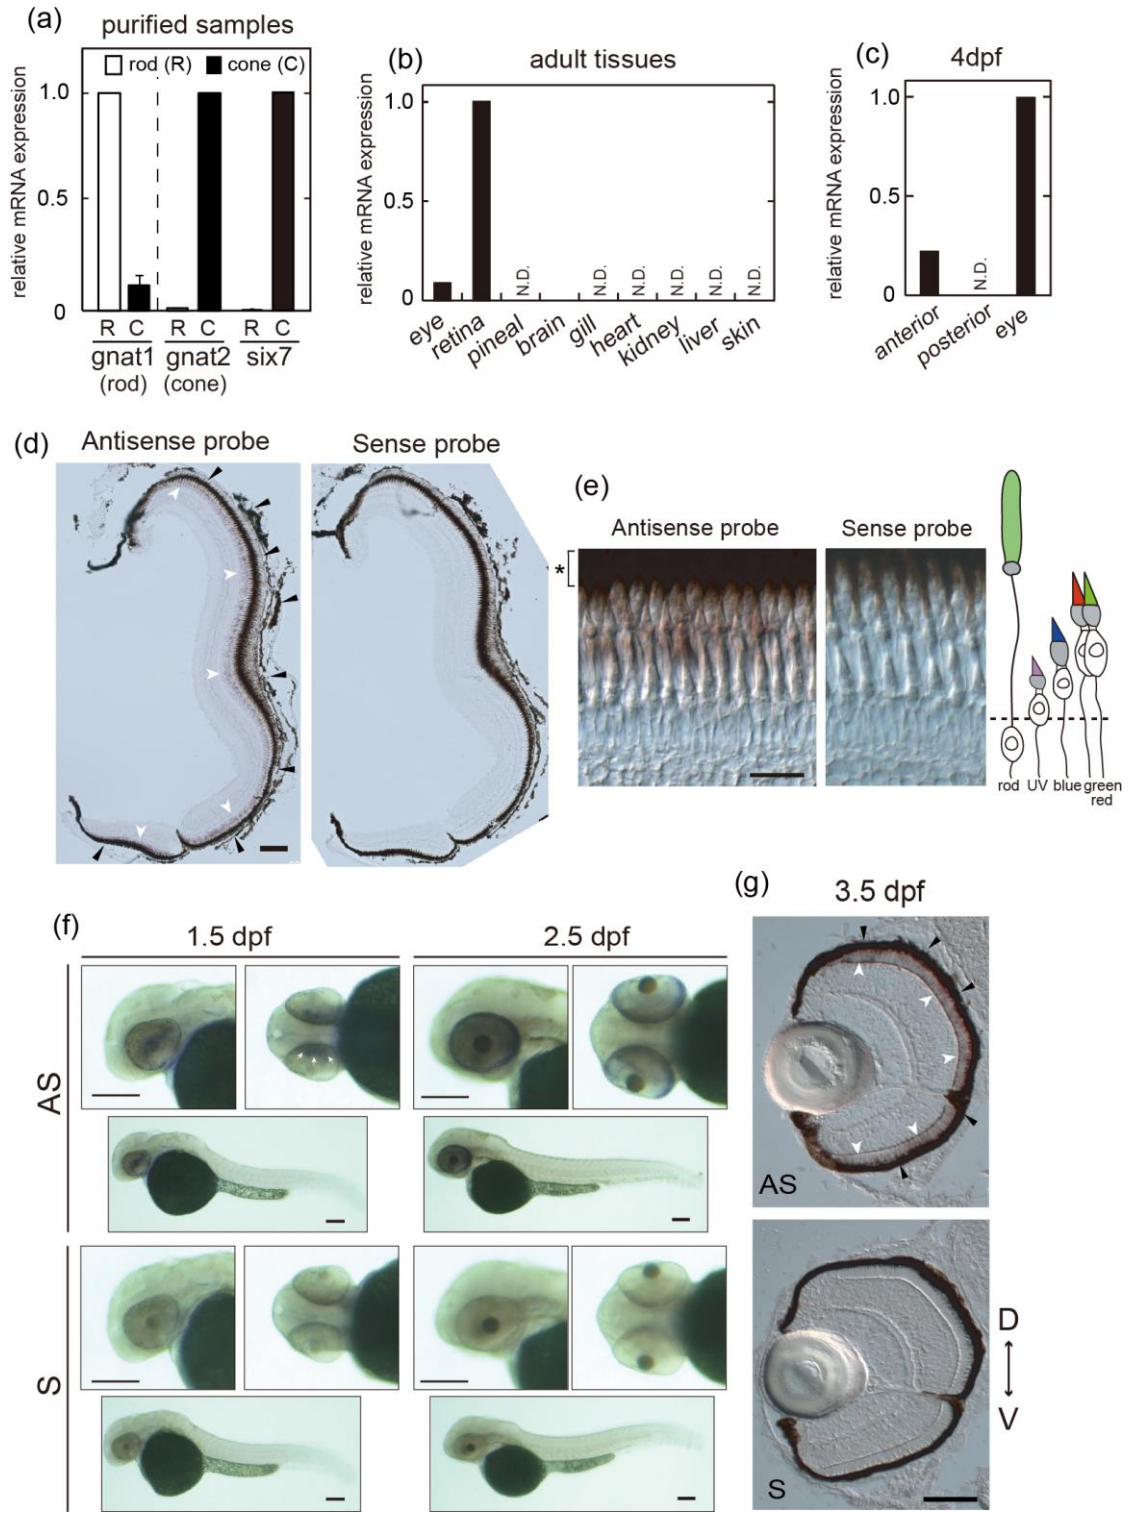 (a)
purified samples
rod (R) cone (C)
relative mRNA expression
1.0
0.5
0
R C R C R C
gnat1 gnat2 six7
(rod) (cone)
(b)
adult tissues
relative mRNA expression
1.0
0.5
0
N.D. N.D. N.D. N.D. N.D. N.D.
eye retina pineal brain gill heart kidney liver skin
(c)
4dpf
relative mRNA expression
1.0
0.5
0
N.D.
anterior posterior eye
(d)
Antisense probe Sense probe
(e)
Antisense probe Sense probe
*
rod UV blue green
red
(f)
1.5 dpf 2.5 dpf
AS
S
(g)
3.5 dpf
AS
D
V
S